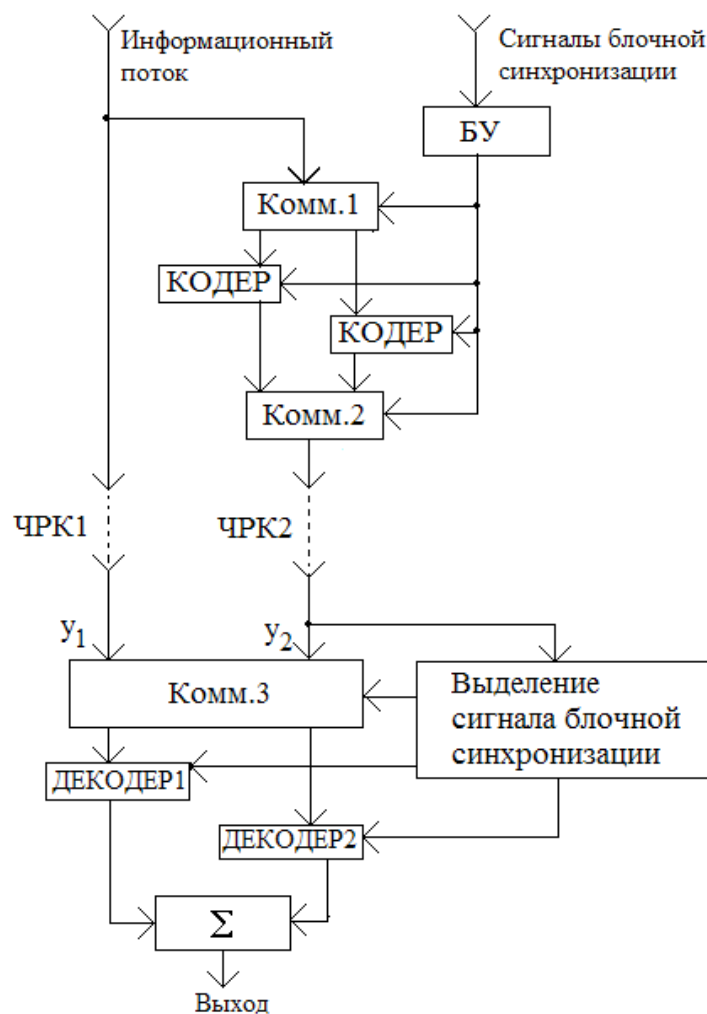 Информационный
поток
Сигналы блочной
синхронизации
БУ
Комм.1
КОДЕР
КОДЕР
Комм.2
ЧРК1
ЧРК2
y1
y2
Комм.3
Выделение
сигнала блочной
синхронизации
ДЕКОДЕР1
ДЕКОДЕР2
Σ
Выход